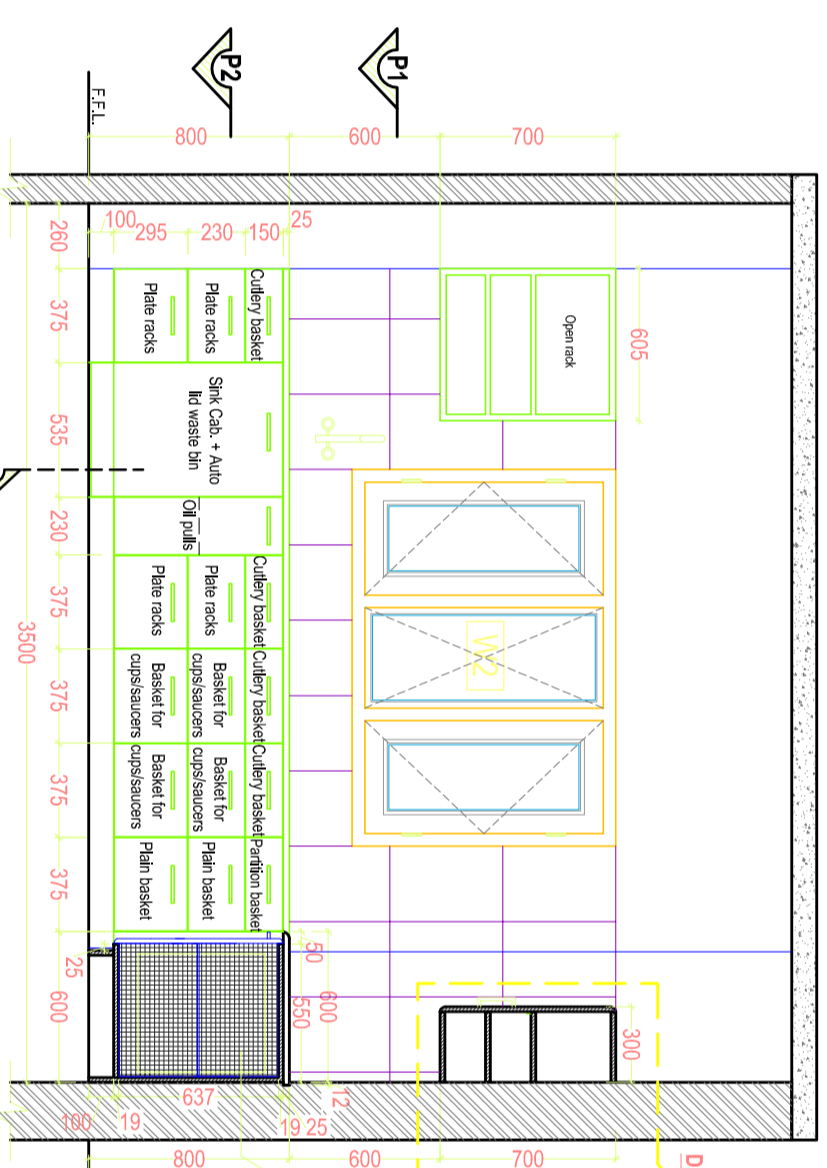 P2
P1
F.F.L.
800
600
700
100
295
230
150
25
605
260
375
535
230
375
375
375
375
600
3500
Open rack
Cutlery basket
Plate racks
Plate racks
Sink Cab. + Auto
lid waste bin
Oil pulls
Cutlery basket
Plate racks
Plate racks
Cutlery basket
Basket for
cups/saucers
Basket for
cups/saucers
Cutlery basket
Basket for
cups/saucers
Basket for
cups/saucers
Partition basket
Plain basket
Plain basket
W2
25
50
600
550
300
12
637
100
19
19
25
800
600
700
D